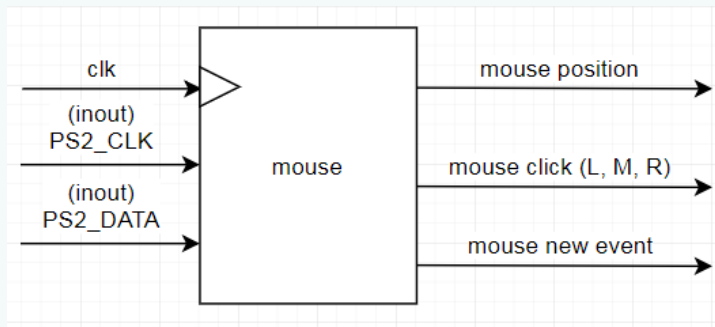 clk
(inout)
PS2_CLK
(inout)
PS2_DATA
mouse
mouse position
mouse click (L, M, R)
mouse new event